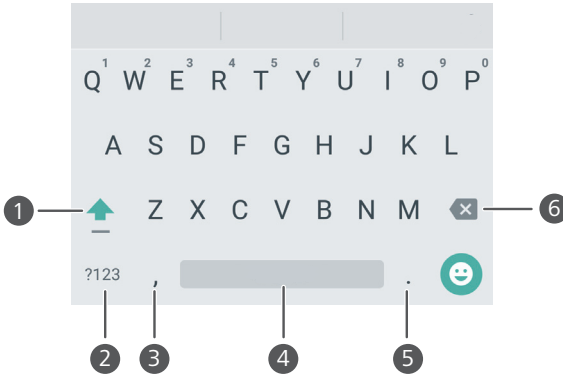 1 2 3 4 5 6 7 8 9 0
Q W E R T Y U I O P
A S D F G H J K L
1 Z X C V B N M 6
?123 , .
2 3 4 5